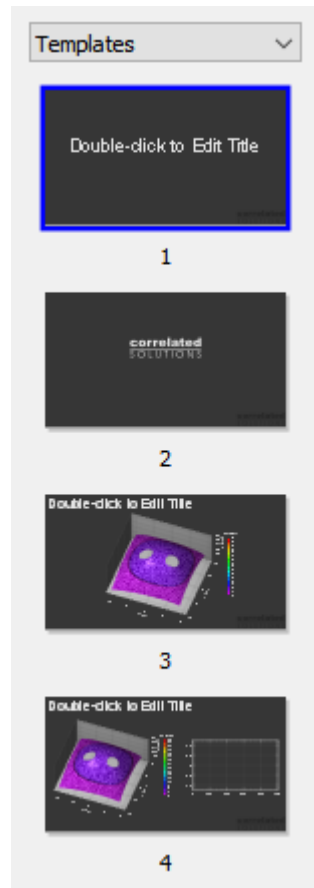 Templates
Double-click to Edit Title
1
correlated
SOLUTIONS
2
Double-click to Edit Title
3
Double-click to Edit Title
4